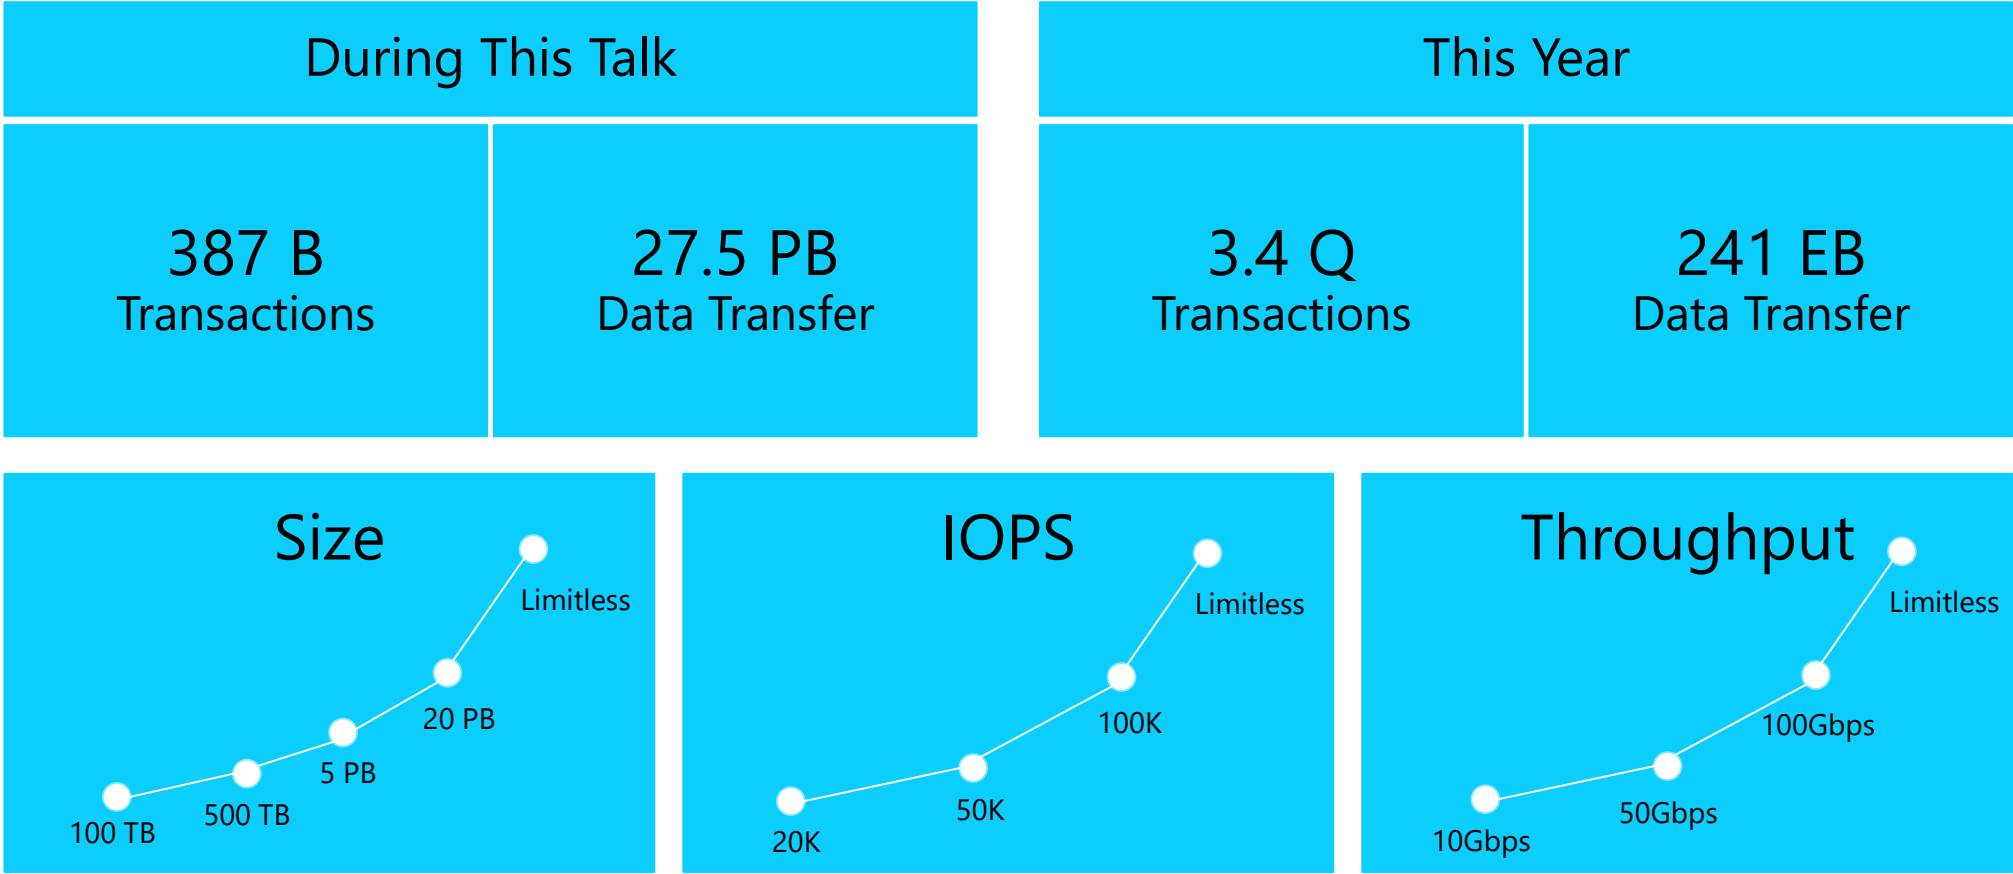 During This Talk
387 B
Transactions
27.5 PB
Data Transfer
This Year
3.4 Q
Transactions
241 EB
Data Transfer
Size
100 TB
500 TB
5 PB
20 PB
Limitless
IOPS
20K
50K
100K
Limitless
Throughput
10Gbps
50Gbps
100Gbps
Limitless